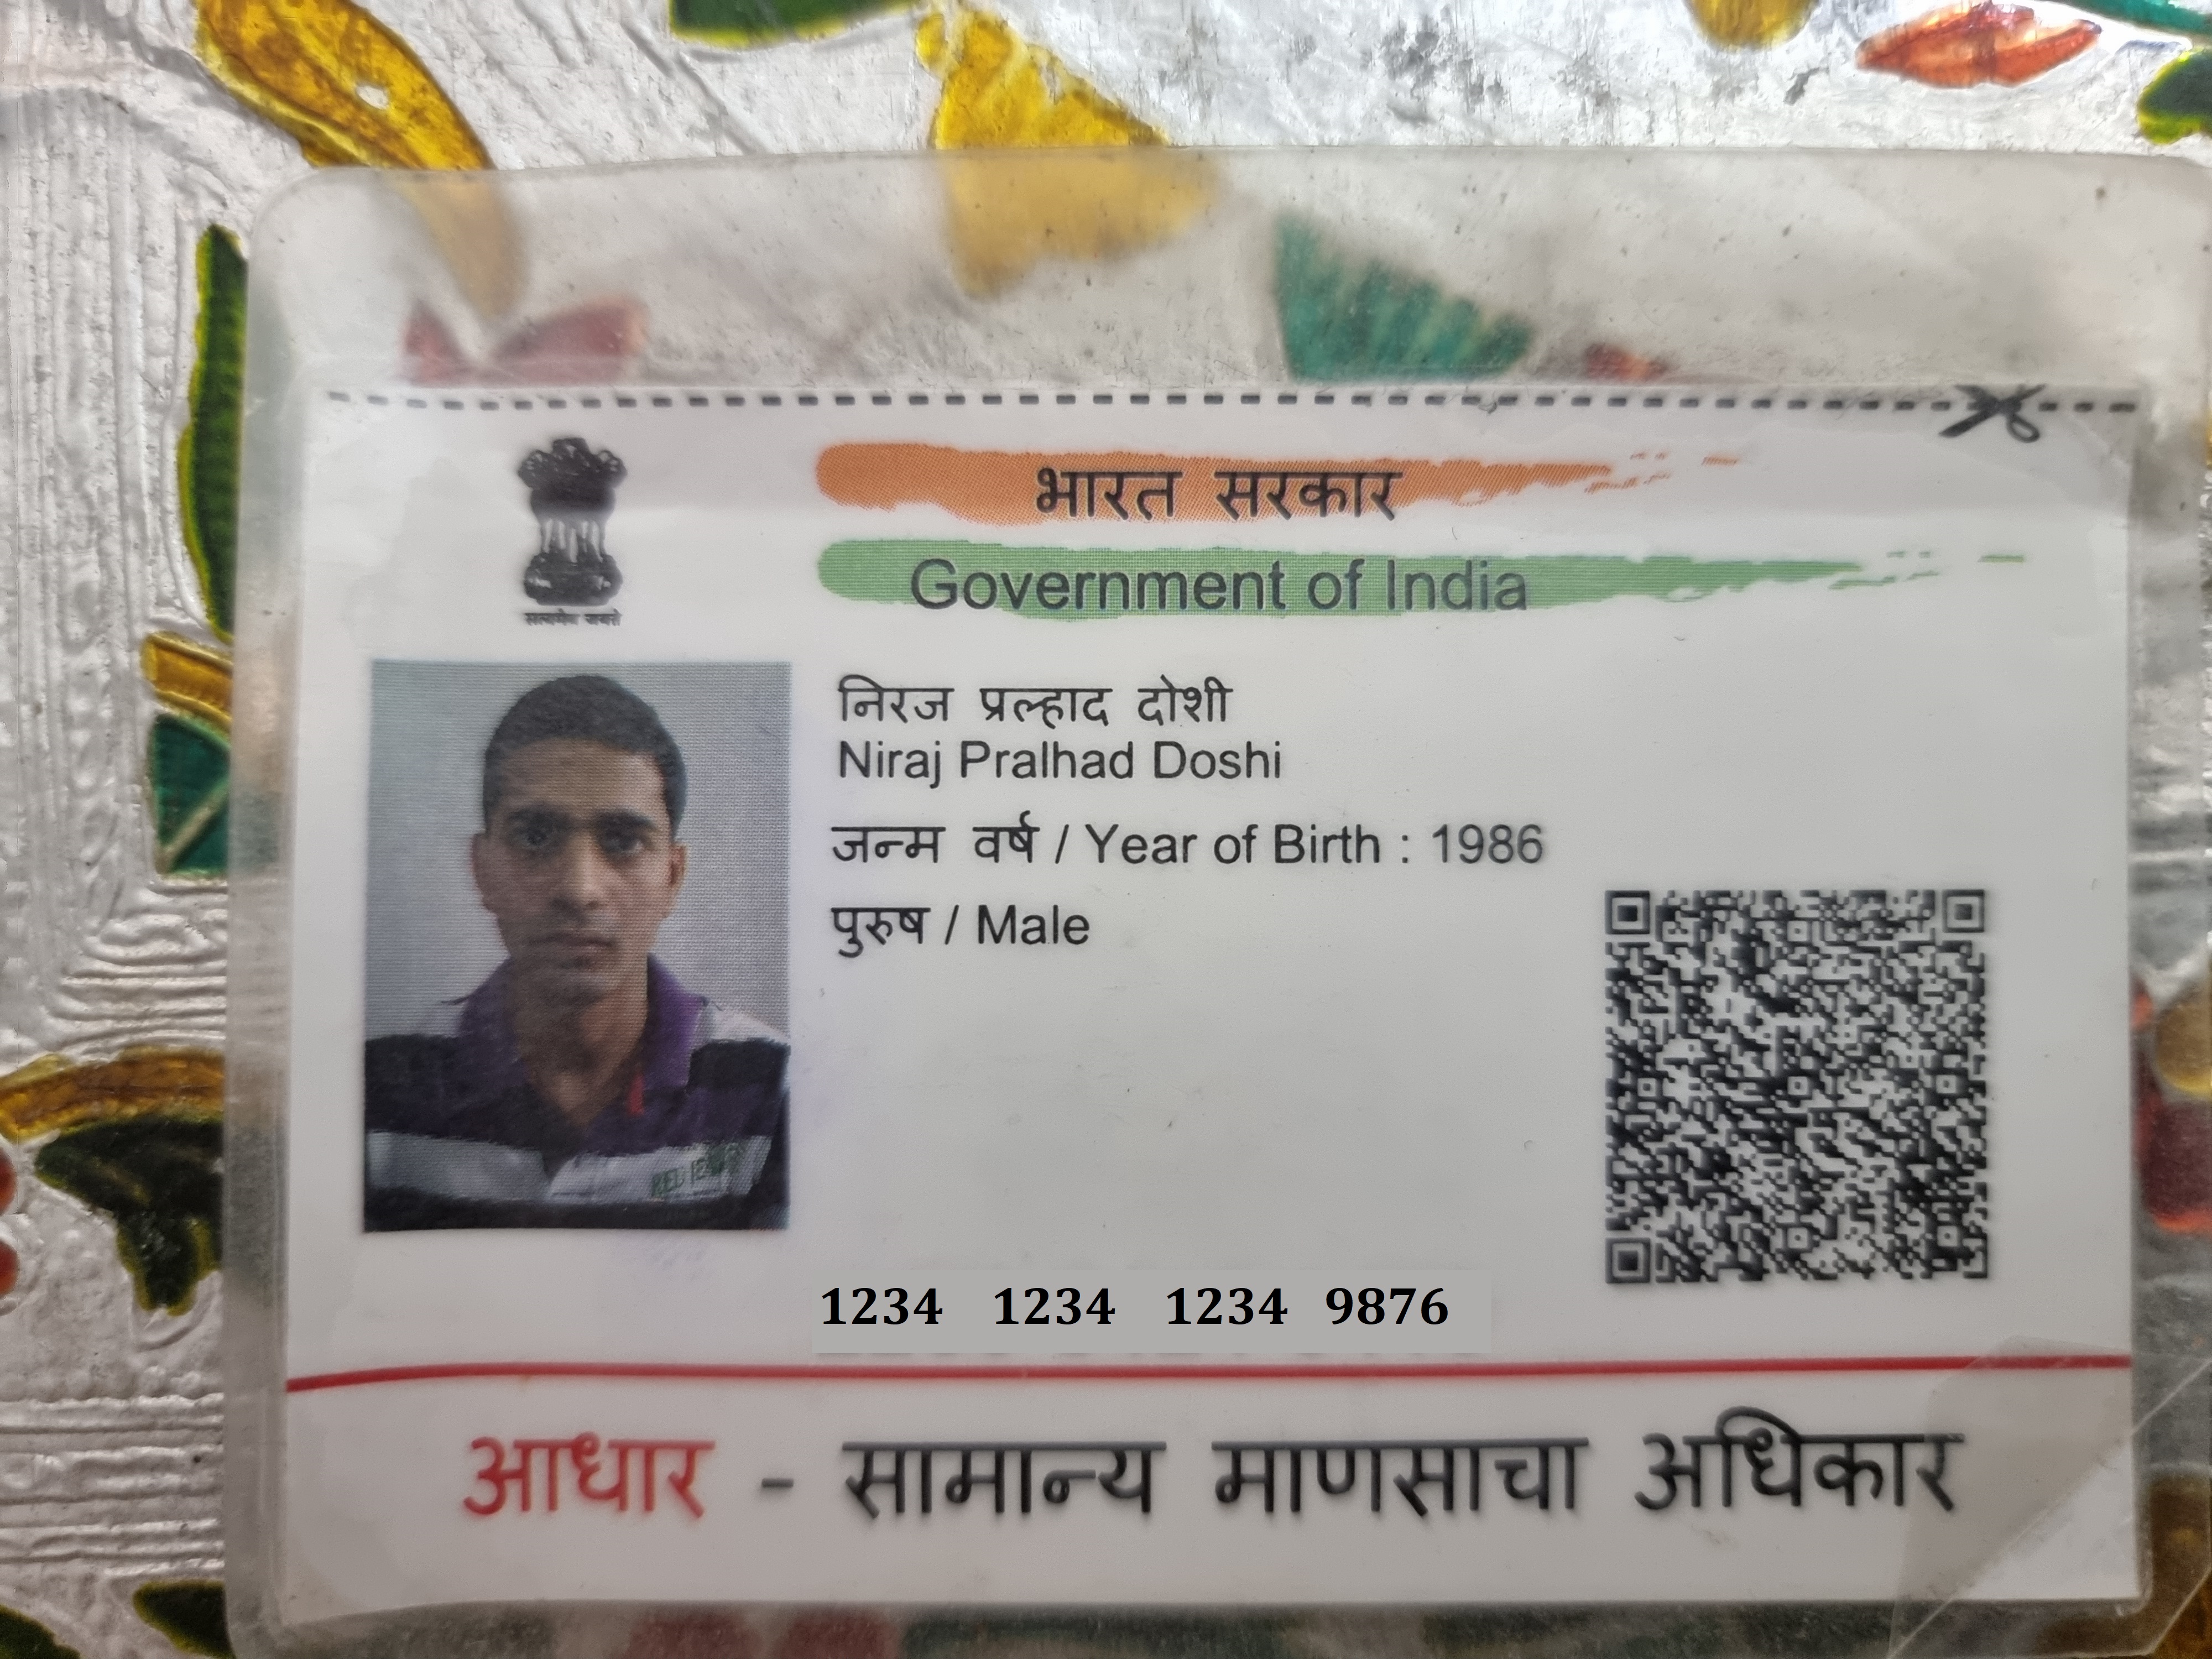 भारत सरकार
Government of India
सत्यमेव जयते
निरज प्रल्हाद दोशी
Niraj Pralhad Doshi
जन्म वर्ष / Year of Birth : 1986
पुरुष / Male
1234 1234 1234 9876
आधार - सामान्य माणसाचा अधिकार